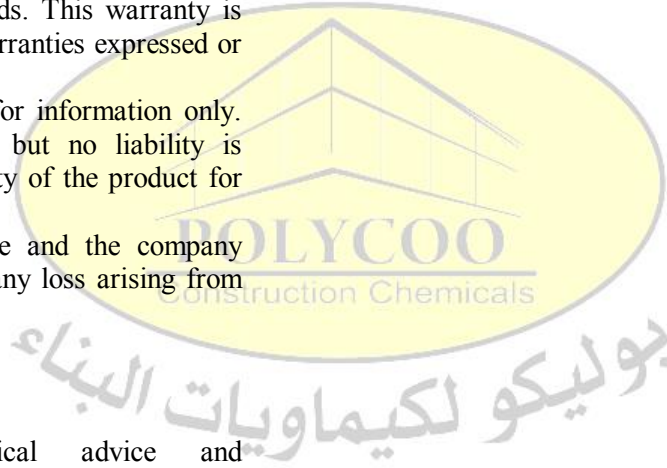 ds. This warranty is
rranties expressed or
for information only.
but no liability is
ty of the product for
e and the company
any loss arising from
POLYCOO
Construction Chemicals
بوليكو لكيماويات البناء
ical advice and